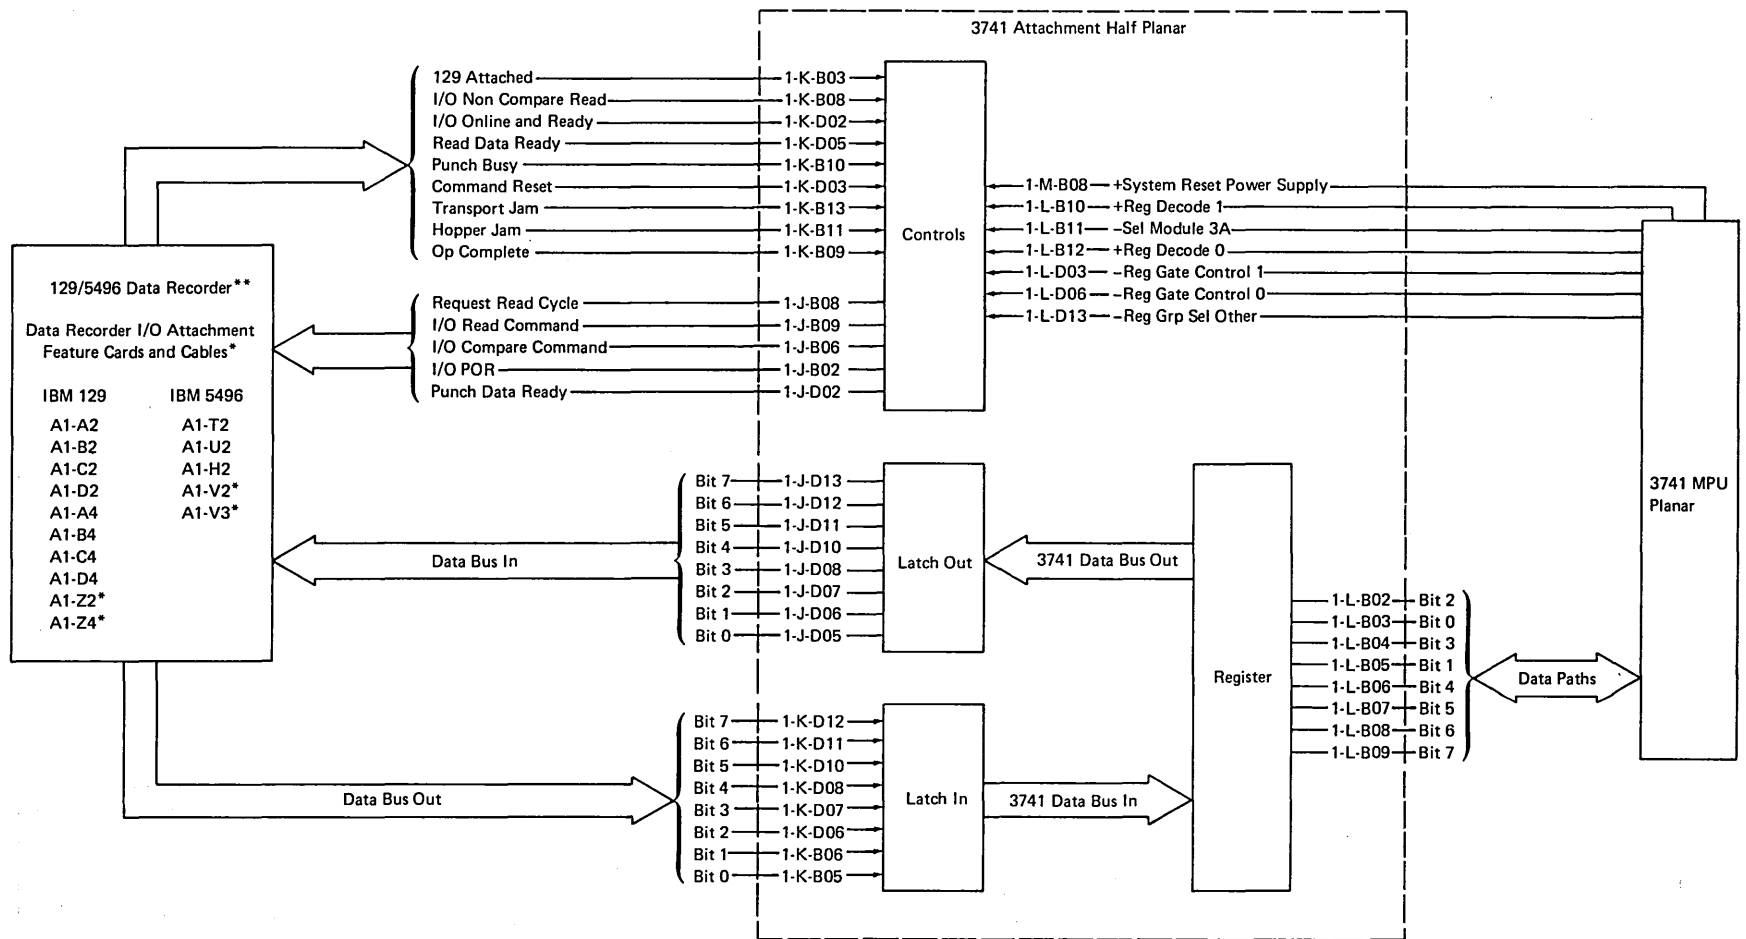 3741 Attachment Half Planar
129 Attached 1-K-B03
I/O Non Compare Read 1-K-B08
I/O Online and Ready 1-K-D02
Read Data Ready 1-K-D05
Punch Busy 1-K-B10
Command Reset 1-K-D03
Transport Jam 1-K-B13
Hopper Jam 1-K-B11
Op Complete 1-K-B09
Request Read Cycle 1-J-B08
I/O Read Command 1-J-B09
I/O Compare Command 1-J-B06
I/O POR 1-J-B02
Punch Data Ready 1-J-D02
Controls
1-M-B08 +System Reset Power Supply
1-L-B10 +Reg Decode 1
1-L-B11 -Sel Module 3A
1-L-B12 +Reg Decode 0
1-L-D03 -Reg Gate Control 1
1-L-D06 -Reg Gate Control 0
1-L-D13 -Reg Grp Sel Other
129/5496 Data Recorder**
Data Recorder I/O Attachment
Feature Cards and Cables*
IBM 129 IBM 5496
A1-A2 A1-T2
A1-B2 A1-U2
A1-C2 A1-H2
A1-D2 A1-V2*
A1-A4 A1-V3*
A1-B4
A1-C4
A1-D4
A1-Z2*
A1-Z4*
Data Bus In
Bit 7 1-J-D13
Bit 6 1-J-D12
Bit 5 1-J-D11
Bit 4 1-J-D10
Bit 3 1-J-D08
Bit 2 1-J-D07
Bit 1 1-J-D06
Bit 0 1-J-D05
Latch Out
3741 Data Bus Out
Data Bus Out
Bit 7 1-K-D12
Bit 6 1-K-D11
Bit 5 1-K-D10
Bit 4 1-K-D08
Bit 3 1-K-D07
Bit 2 1-K-D06
Bit 1 1-K-B06
Bit 0 1-K-B05
Latch In
3741 Data Bus In
Register
1-L-B02 Bit 2
1-L-B03 Bit 0
1-L-B04 Bit 3
1-L-B05 Bit 1
1-L-B06 Bit 4
1-L-B07 Bit 5
1-L-B08 Bit 6
1-L-B09 Bit 7
Data Paths
3741 MPU
Planar